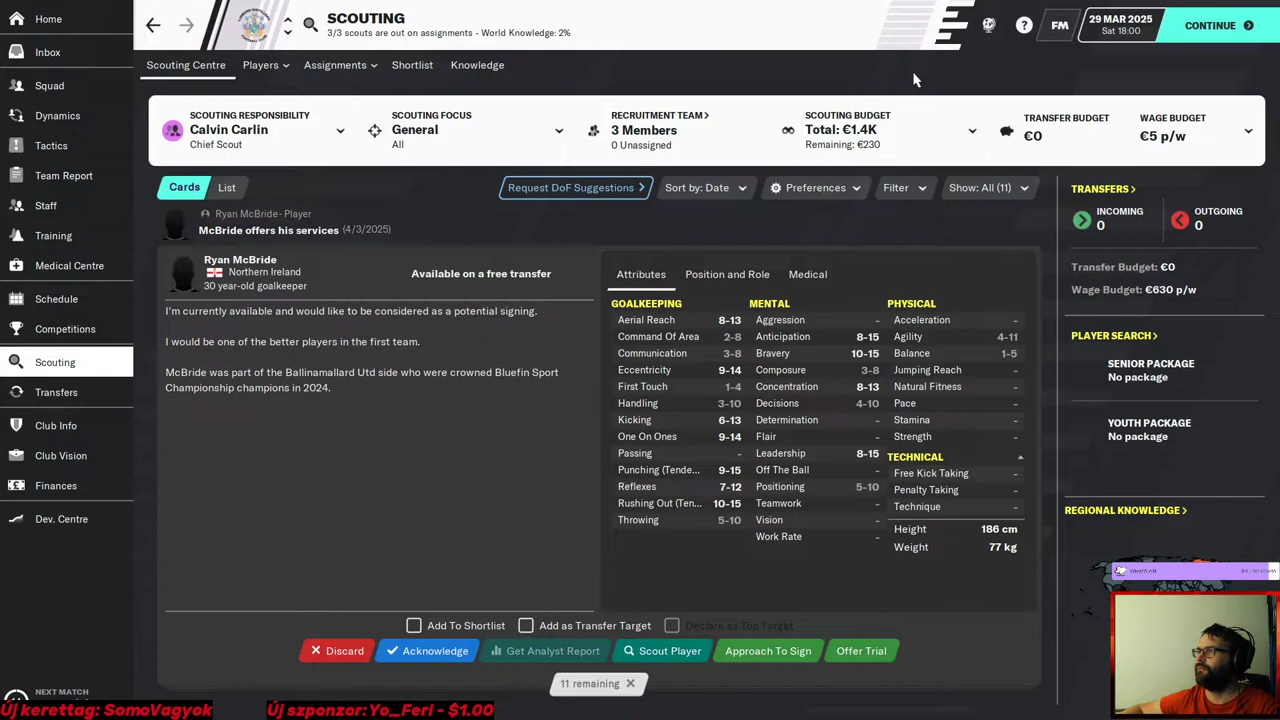 Home
Inbox
Squad
Dynamics
Tactics
Team Report
Staff
Training
Medical Centre
Schedule
Competitions
Scouting
Transfers
Club Info
Club Vision
Finances
Dev. Centre
NEXT MATCH
SCOUTING
3/3 scouts are out on assignments - World Knowledge: 2%
FM
29 MAR 2025
Sat 18:00
CONTINUE
Scouting Centre
Players
Assignments
Shortlist
Knowledge
SCOUTING RESPONSIBILITY
Calvin Carlin
Chief Scout
SCOUTING FOCUS
General
All
RECRUITMENT TEAM
3 Members
0 Unassigned
SCOUTING BUDGET
Total: €1.4K
Remaining: €230
TRANSFER BUDGET
€0
WAGE BUDGET
€5 p/w
Cards
List
Request DoF Suggestions
Sort by: Date
Preferences
Filter
Show: All (11)
Ryan McBride - Player
McBride offers his services (4/3/2025)
Ryan McBride
Northern Ireland
30 year-old goalkeeper
Available on a free transfer
I'm currently available and would like to be considered as a potential signing.
I would be one of the better players in the first team.
McBride was part of the Ballinamallard Utd side who were crowned Bluefin Sport
Championship champions in 2024.
Attributes
Position and Role
Medical
GOALKEEPING
Aerial Reach 8-13
Command Of Area 2-8
Communication 3-8
Eccentricity 9-14
First Touch 1-4
Handling 3-10
Kicking 6-13
One On Ones 9-14
Passing -
Punching (Tende... 9-15
Reflexes 7-12
Rushing Out (Ten... 10-15
Throwing 5-10
MENTAL
Aggression -
Anticipation 8-15
Bravery 10-15
Composure 3-8
Concentration 8-13
Decisions 4-10
Determination -
Flair -
Leadership 8-15
Off The Ball -
Positioning 5-10
Teamwork -
Vision -
Work Rate -
PHYSICAL
Acceleration -
Agility 4-11
Balance 1-5
Jumping Reach -
Natural Fitness -
Pace -
Stamina -
Strength -
TECHNICAL
Free Kick Taking -
Penalty Taking -
Technique -
Height 186 cm
Weight 77 kg
Add To Shortlist
Add as Transfer Target
Declare as Top Target
Discard
Acknowledge
Get Analyst Report
Scout Player
Approach To Sign
Offer Trial
11 remaining
TRANSFERS
INCOMING
0
OUTGOING
0
Transfer Budget: €0
Wage Budget: €630 p/w
PLAYER SEARCH
SENIOR PACKAGE
No package
YOUTH PACKAGE
No package
REGIONAL KNOWLEDGE
Új kerettag: SomoVagyok
Új szponzor: Yo_Feri - $1.00